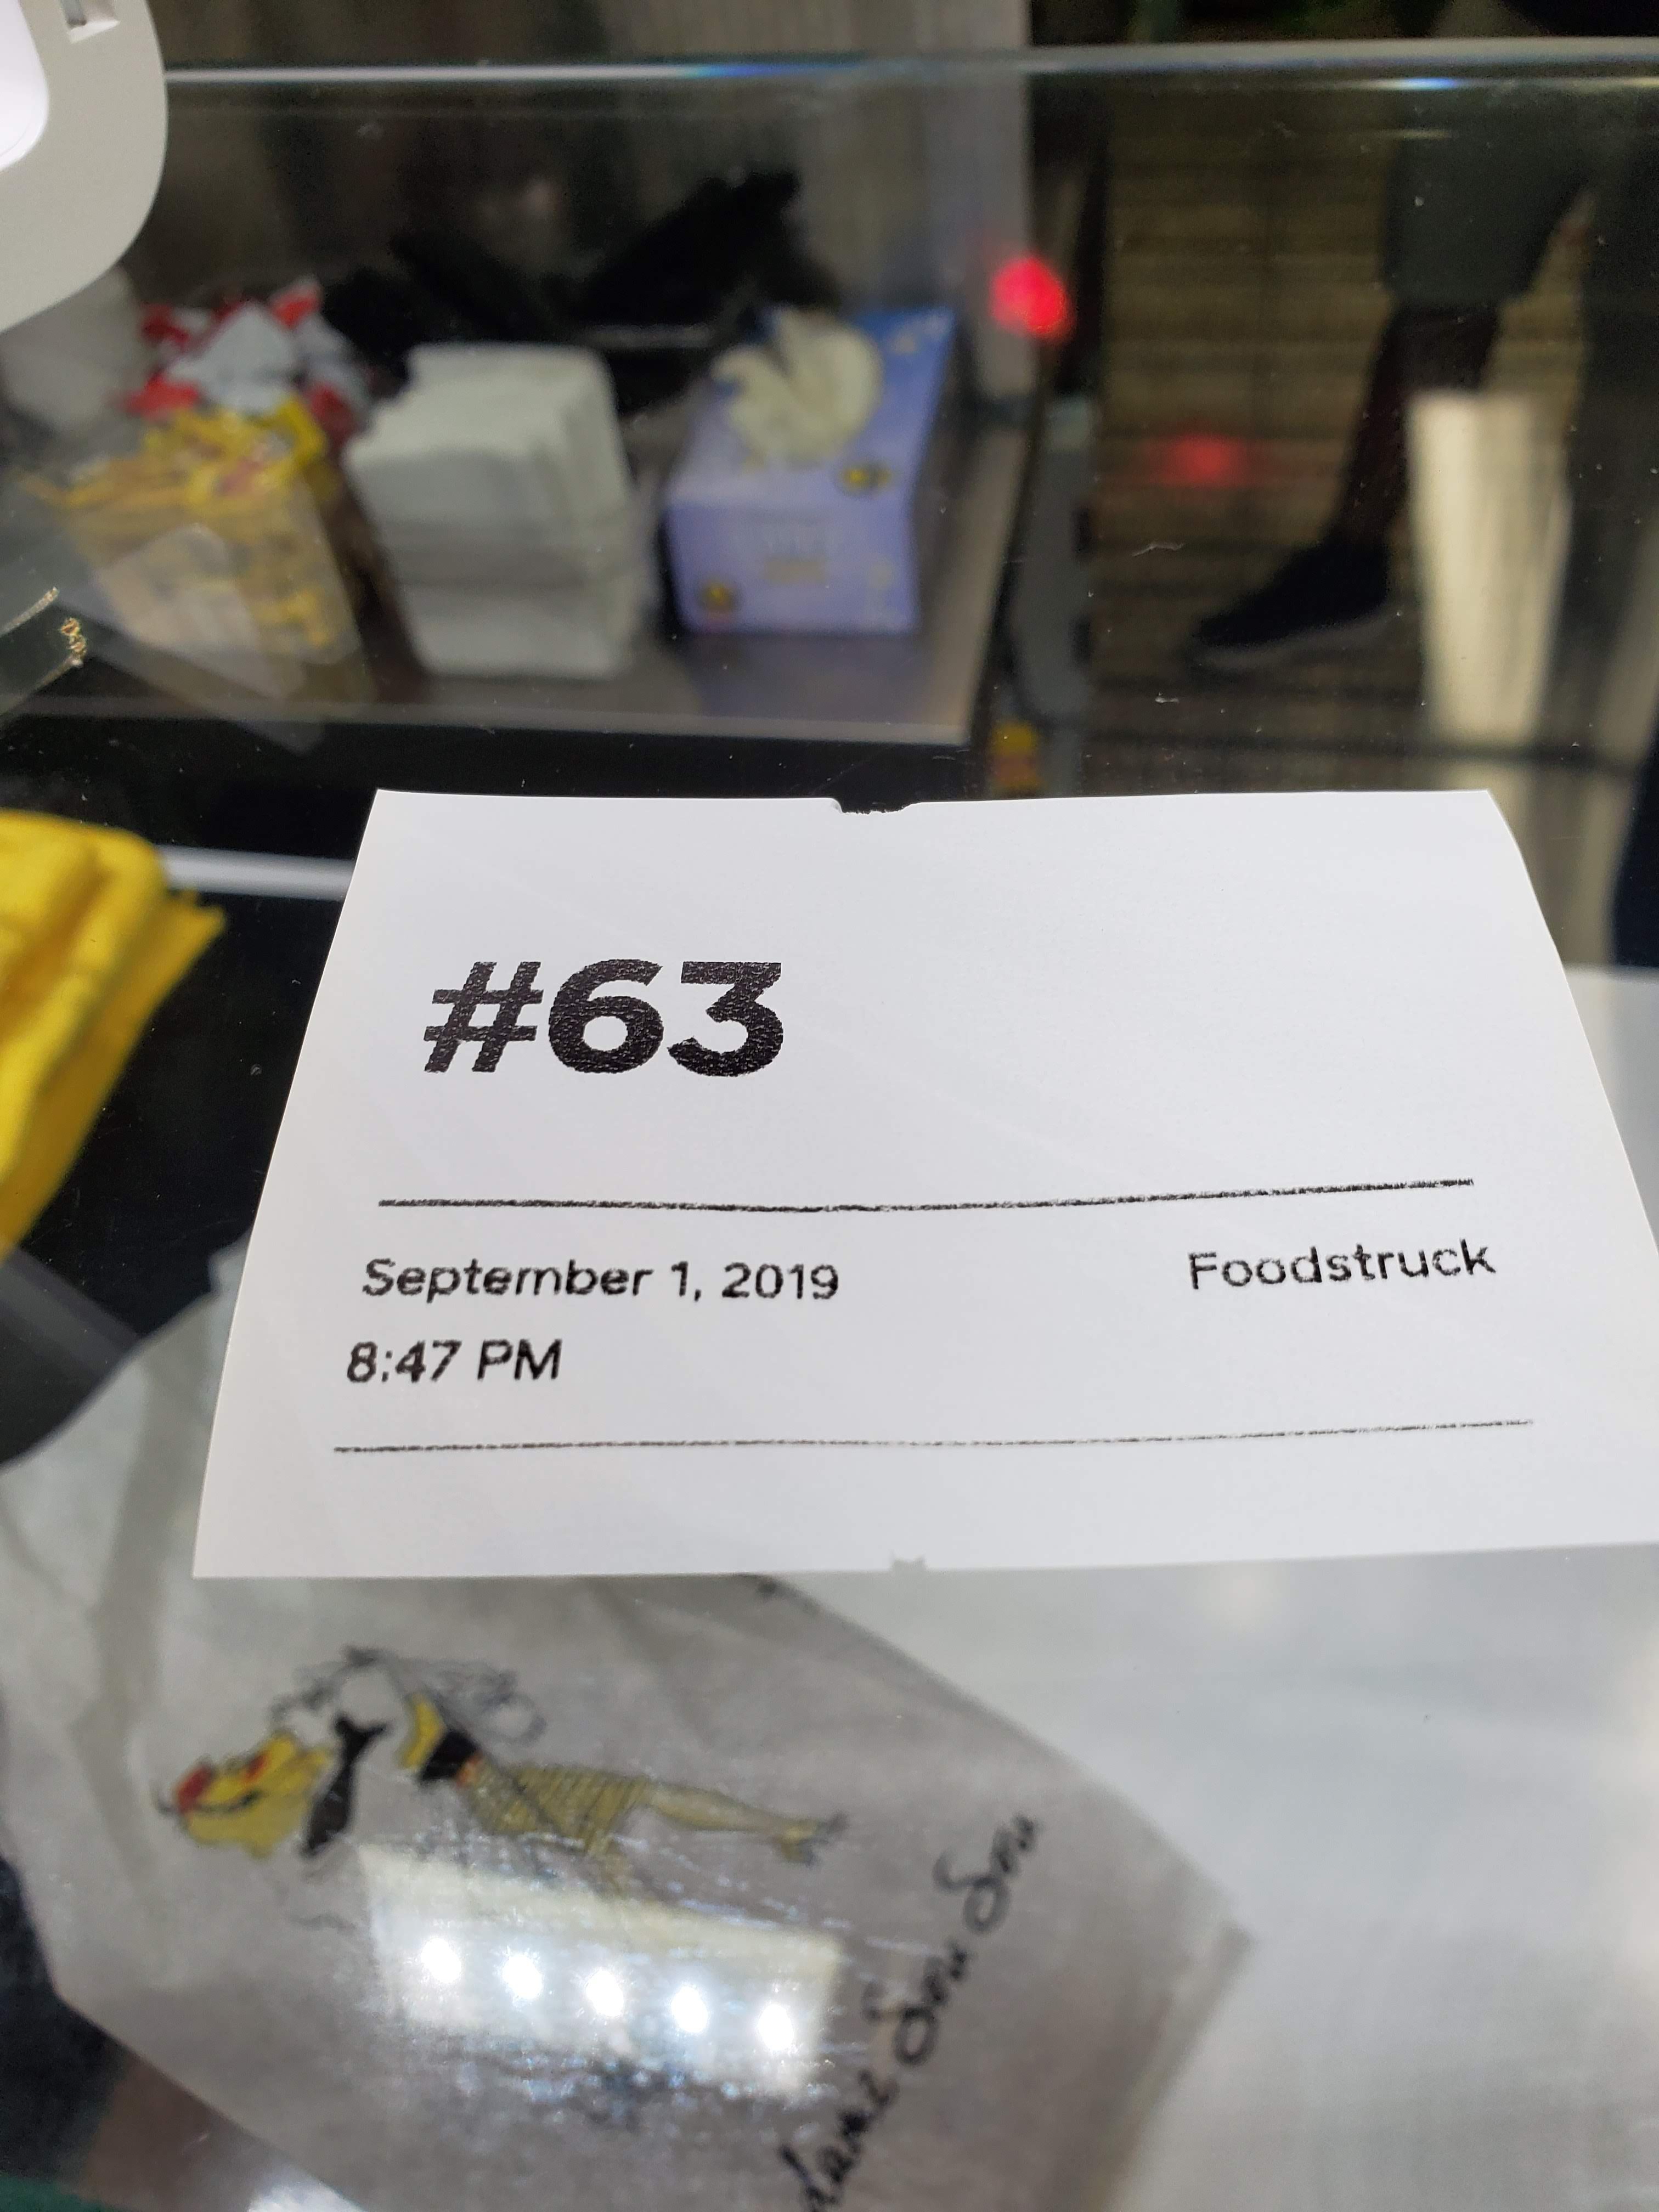 #63
September 1, 2019 Foodstruck
8:47 PM